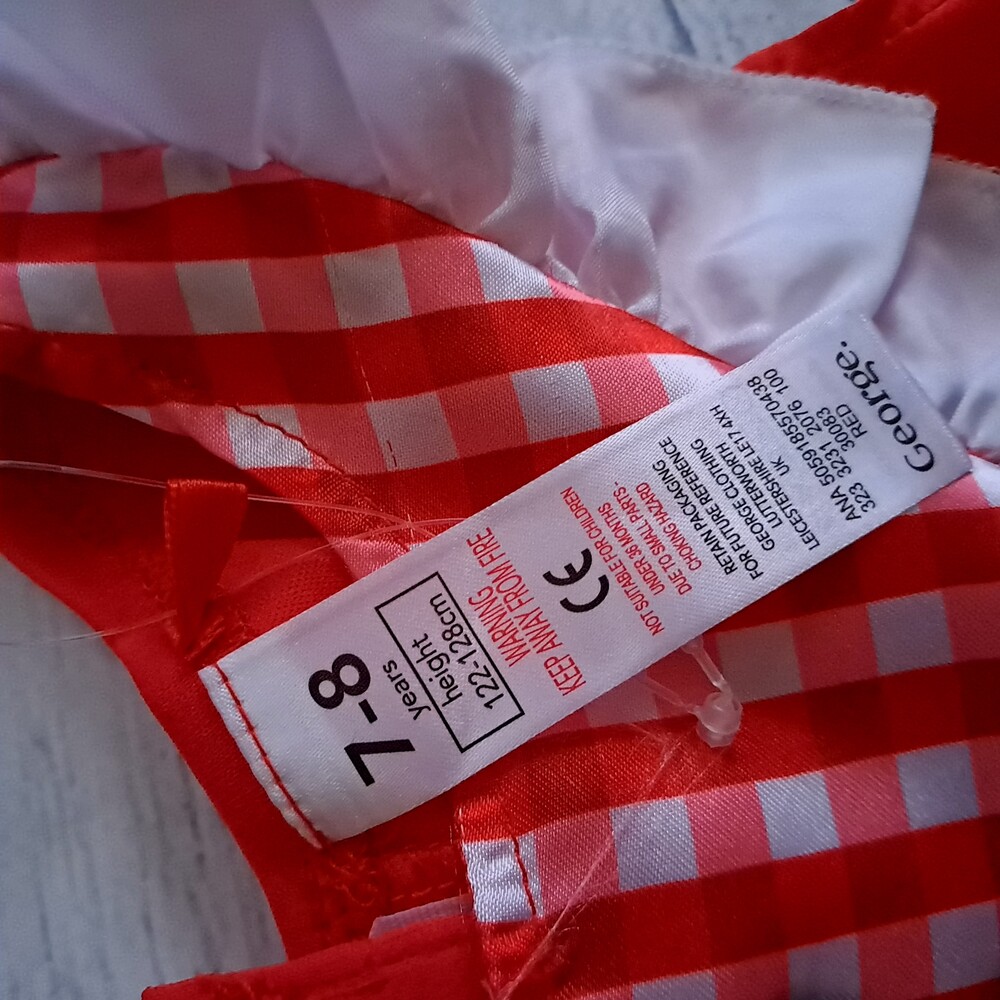 7-8
years
height
122-128cm
WARNING
KEEP AWAY FROM FIRE
CE
NOT SUITABLE FOR CHILDREN
UNDER 36 MONTHS
DUE TO SMALL PARTS.
CHOKING HAZARD.
RETAIN PACKAGING
FOR FUTURE REFERENCE
GEORGE CLOTHING
LUTTERWORTH
LEICESTERSHIRE LE17 4XH
UK
ANA 5059185570438
323 3231 2076 100
30083
RED
George.